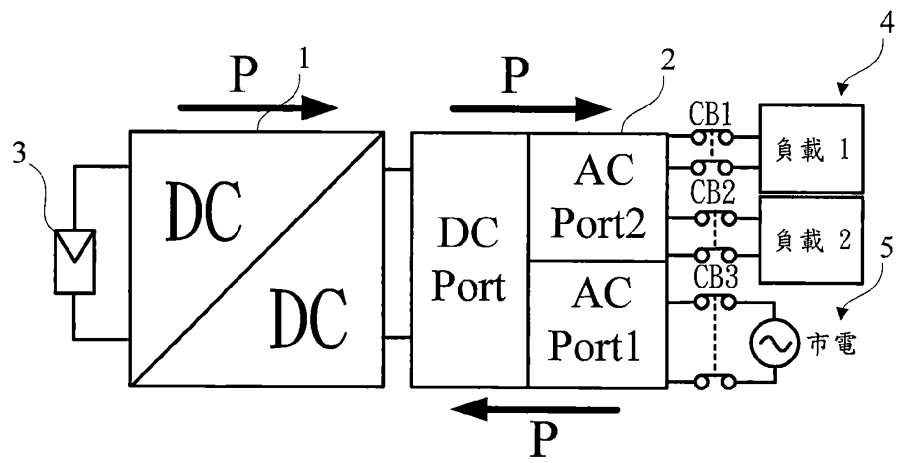 P
1
P
2
4
3
DC
DC
DC
Port
AC
Port2
AC
Port1
CB1
負載 1
CB2
負載 2
CB3
5
市電
P